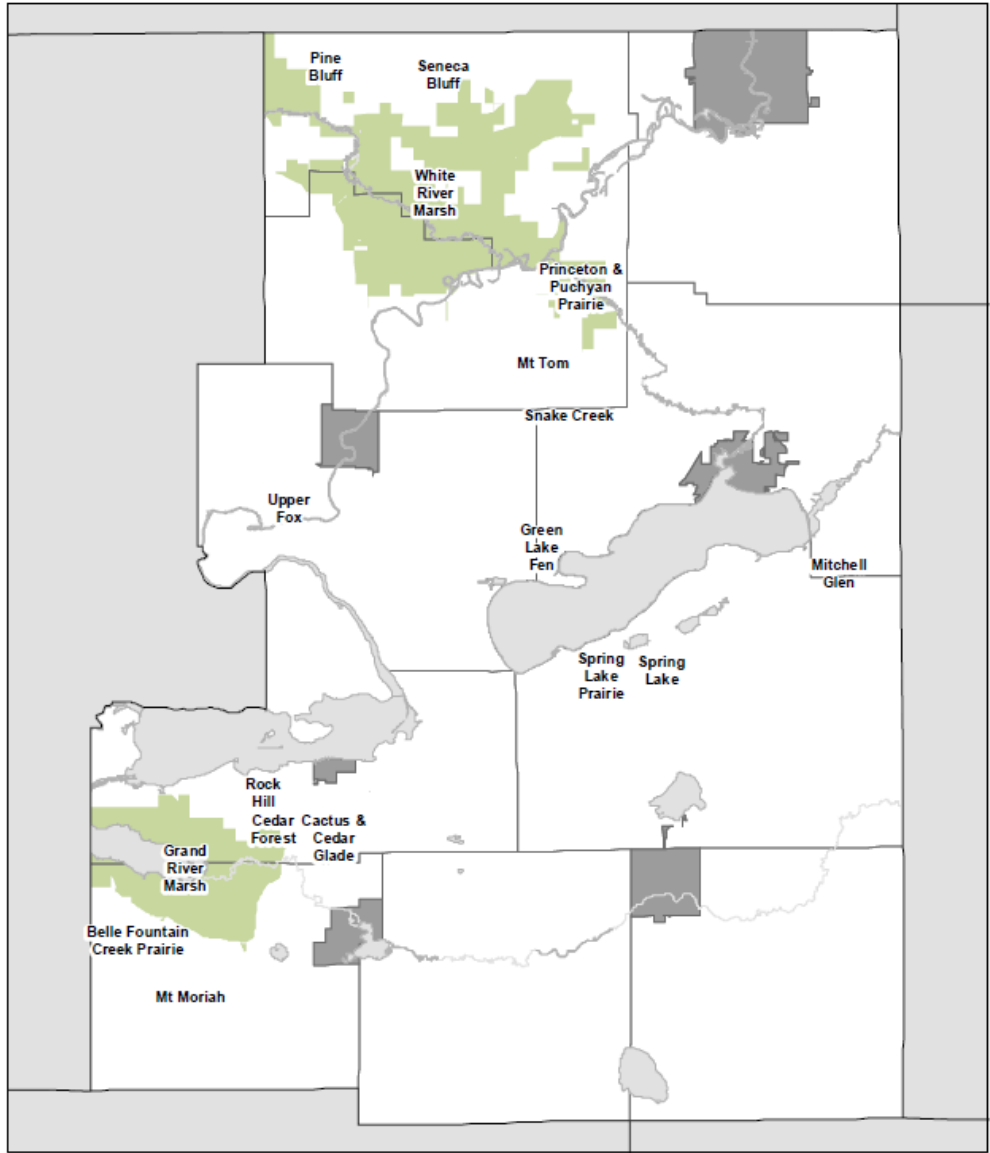 Pine
Bluff
Seneca
Bluff
White
River
Marsh
Princeton &
Puchyan
Prairie
Mt Tom
Snake Creek
Upper
Fox
Green
Lake
Fen
Mitchell
Glen
Spring
Lake
Prairie
Spring
Lake
Rock
Hill
Cedar
Forest
Cactus &
Cedar
Glade
Grand
River
Marsh
Belle Fountain
Creek Prairie
Mt Moriah